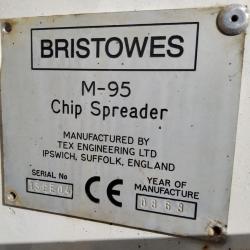 BRISTOWES
M-95
Chip Spreader
MANUFACTURED BY
TEX ENGINEERING LTD
IPSWICH, SUFFOLK, ENGLAND
SERIAL No
CE
YEAR OF
MANUFACTURE